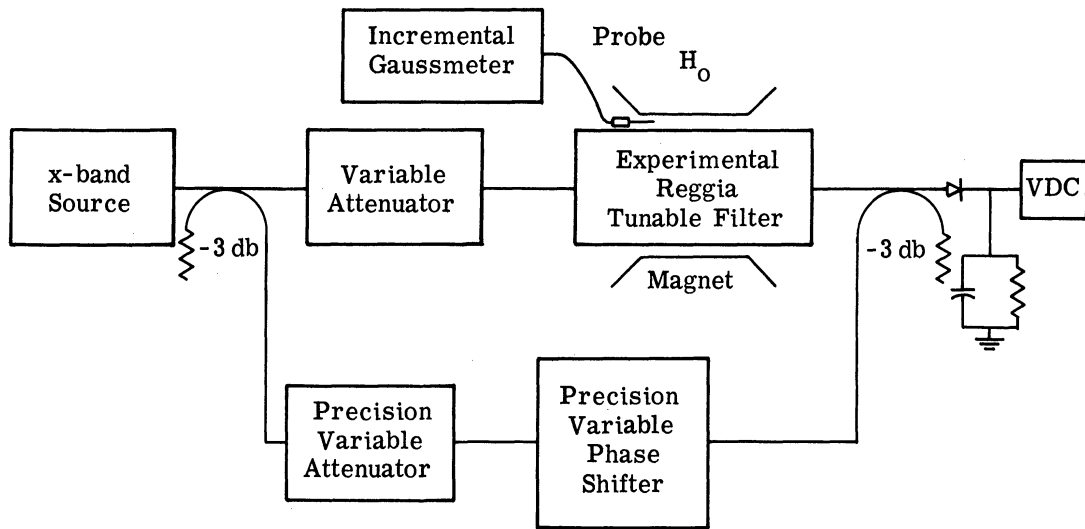 Incremental
Gaussmeter
Probe
H_o
x-band
Source
Variable
Attenuator
Experimental
Reggia
Tunable Filter
VDC
-3 db
-3 db
Magnet
Precision
Variable
Attenuator
Precision
Variable
Phase
Shifter